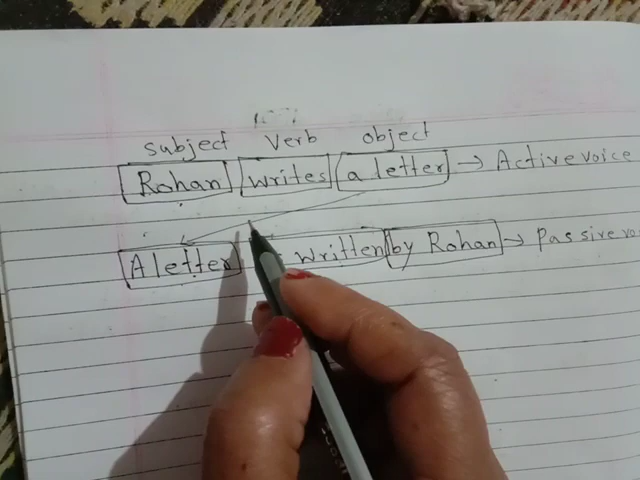 subject Verb object
Rohan writes a letter → Active voice
A letter written by Rohan → Passive vo